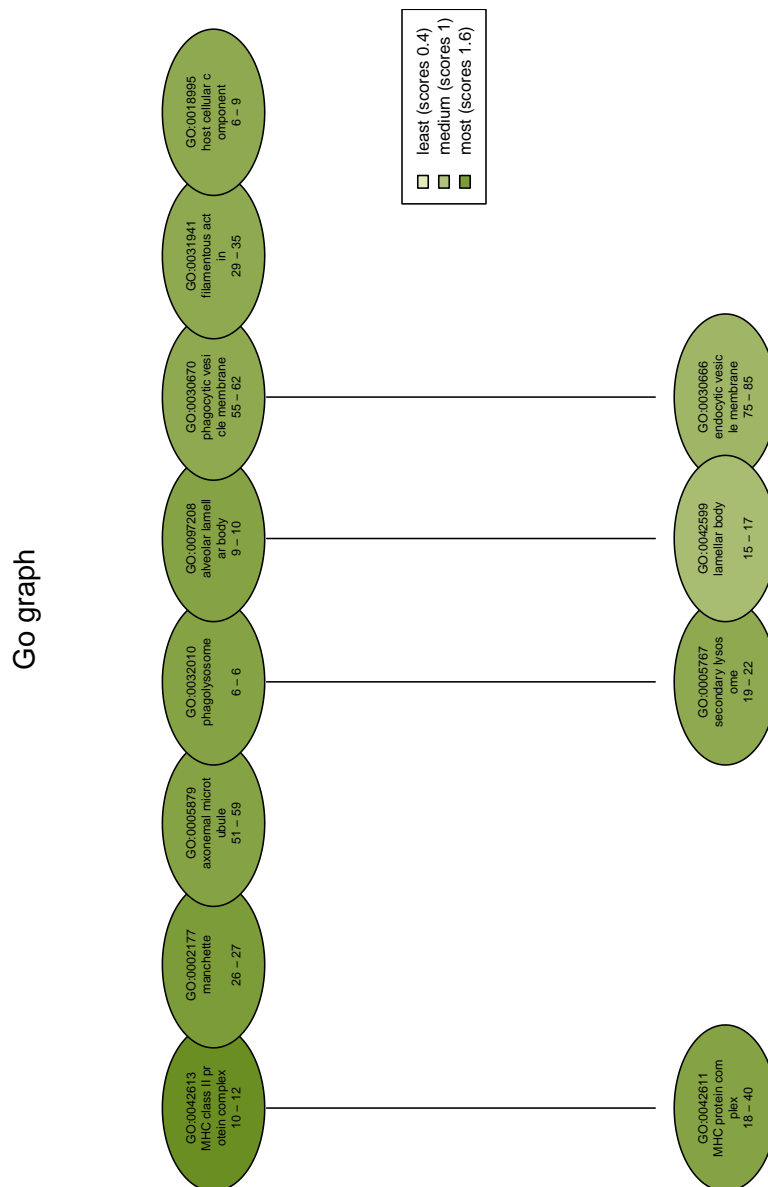 Go graph
GO:0042613
MHC class II pr
otein complex
10 – 12
GO:0002177
manchette
26 – 27
GO:0005879
axonemal microt
ubule
51 – 59
GO:0032010
phagolysosome
6 – 6
GO:0097208
alveolar lamell
ar body
9 – 10
GO:0030670
phagocytic vesi
cle membrane
55 – 62
GO:0031941
filamentous act
in
29 – 35
GO:0018995
host cellular c
omponent
6 – 9
least (scores 0.4)
medium (scores 1)
most (scores 1.6)
GO:0042611
MHC protein com
plex
18 – 40
GO:0005767
secondary lysos
ome
19 – 22
GO:0042599
lamellar body
15 – 17
GO:0030666
endocytic vesic
le membrane
75 – 85